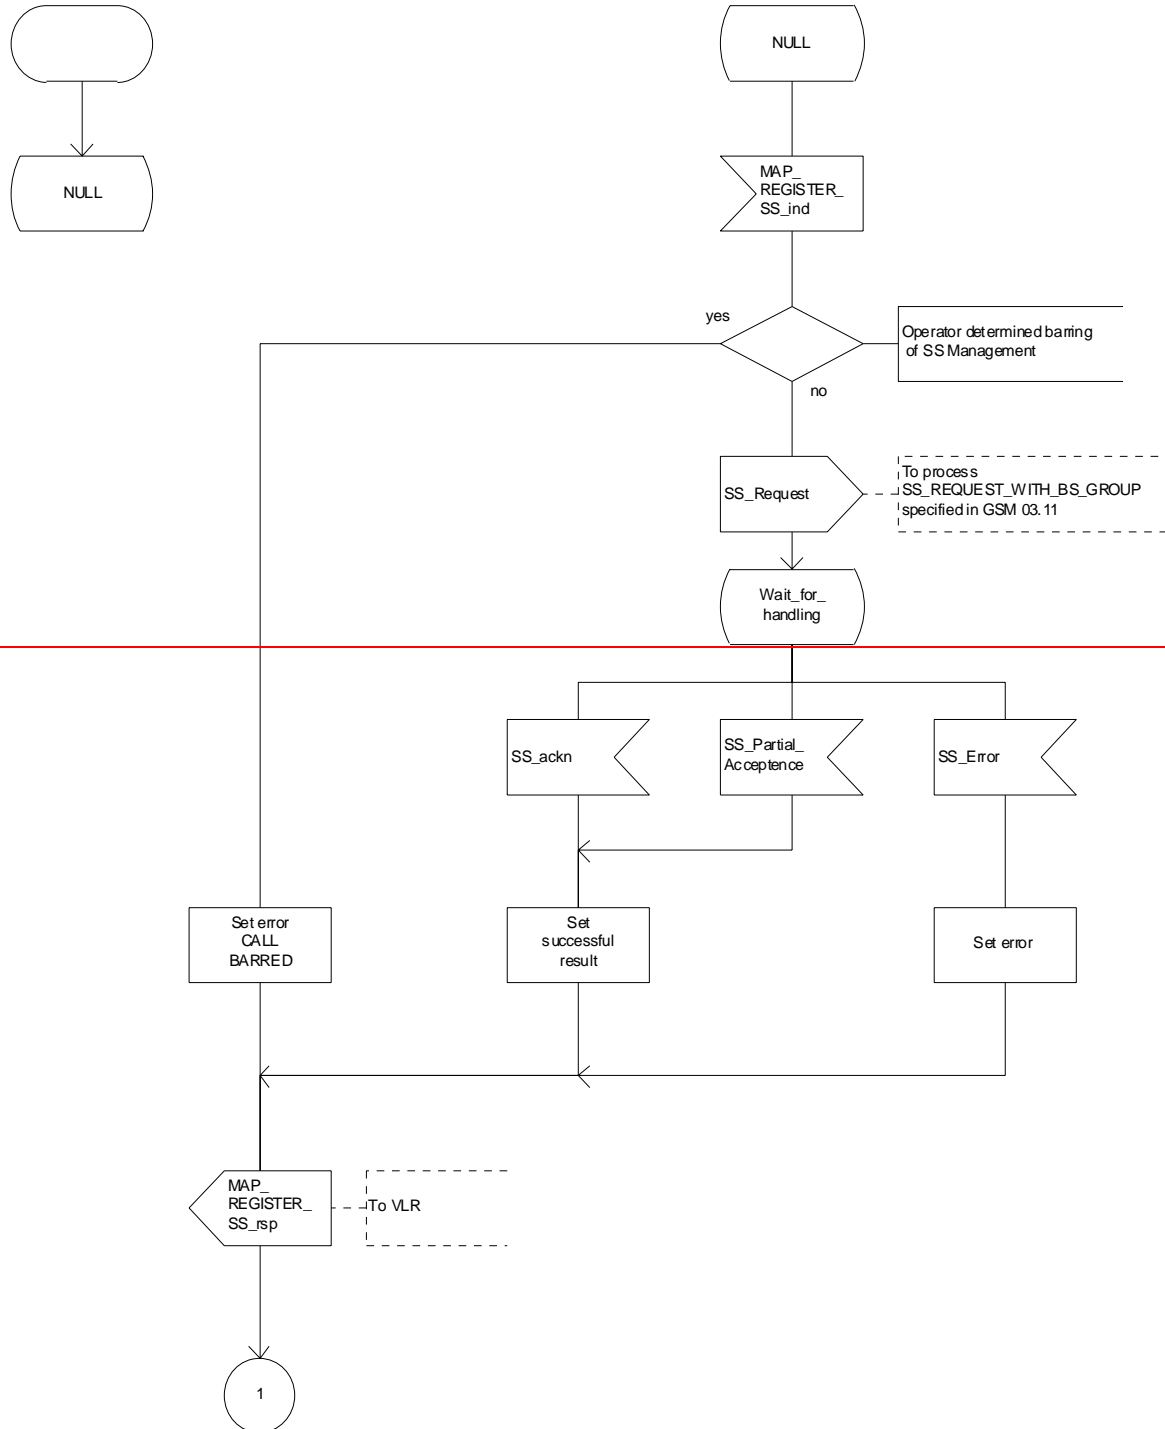 NULL
NULL
MAP_
REGISTER_
SS_ind
yes
Operator determined barring
of SS Management
no
SS_Request
To process
SS_REQUEST_WITH_BS_GROUP
specified in GSM 03.11
Wait_for_
handling
SS_ackn
SS_Partial_
Acceptence
SS_Error
Set error
CALL
BARRED
Set
successful
result
Set error
MAP_
REGISTER_
SS_rsp
To VLR
1